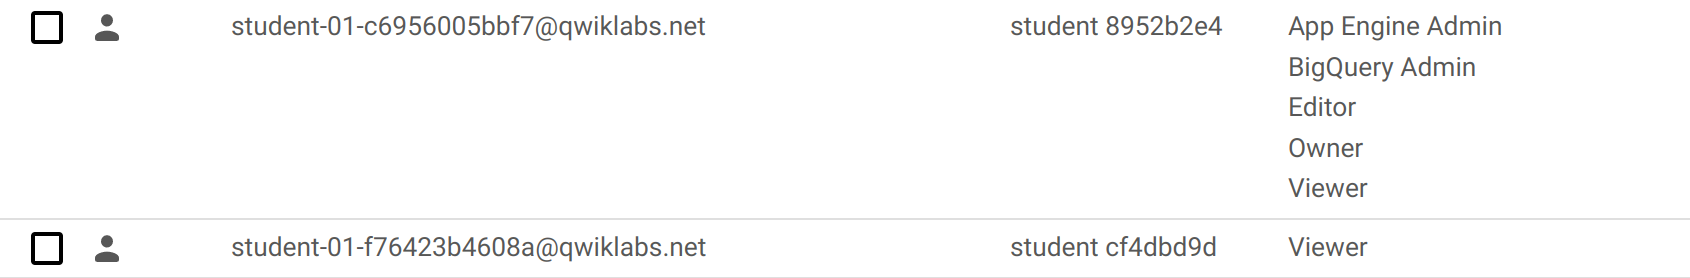 student-01-c6956005bbf7@qwiklabs.net student 8952b2e4 App Engine Admin
BigQuery Admin
Editor
Owner
Viewer
student-01-f76423b4608a@qwiklabs.net student cf4dbd9d Viewer